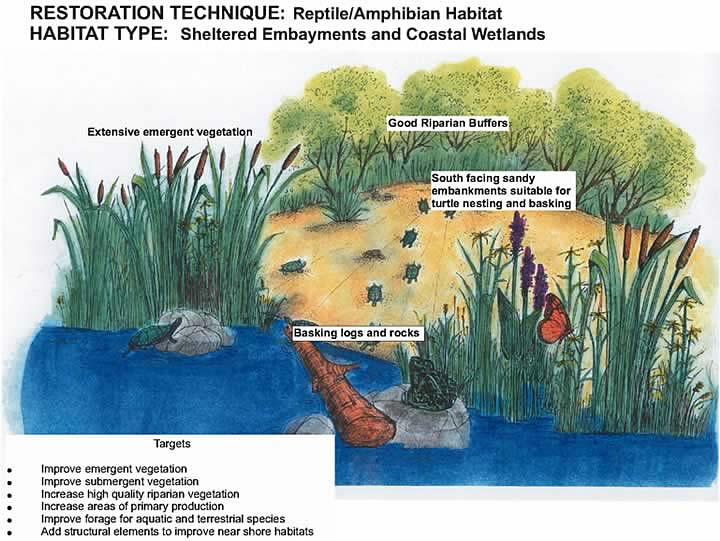 RESTORATION TECHNIQUE: Reptile/Amphibian Habitat
HABITAT TYPE: Sheltered Embayments and Coastal Wetlands
Good Riparian Buffers
Extensive emergent vegetation
South facing sandy
embankments suitable for
turtle nesting and basking
Basking logs and rocks
Targets
• Improve emergent vegetation
• Improve submergent vegetation
• Increase high quality riparian vegetation
• Increase areas of primary production
• Improve forage for aquatic and terrestrial species
• Add structural elements to improve near shore habitats